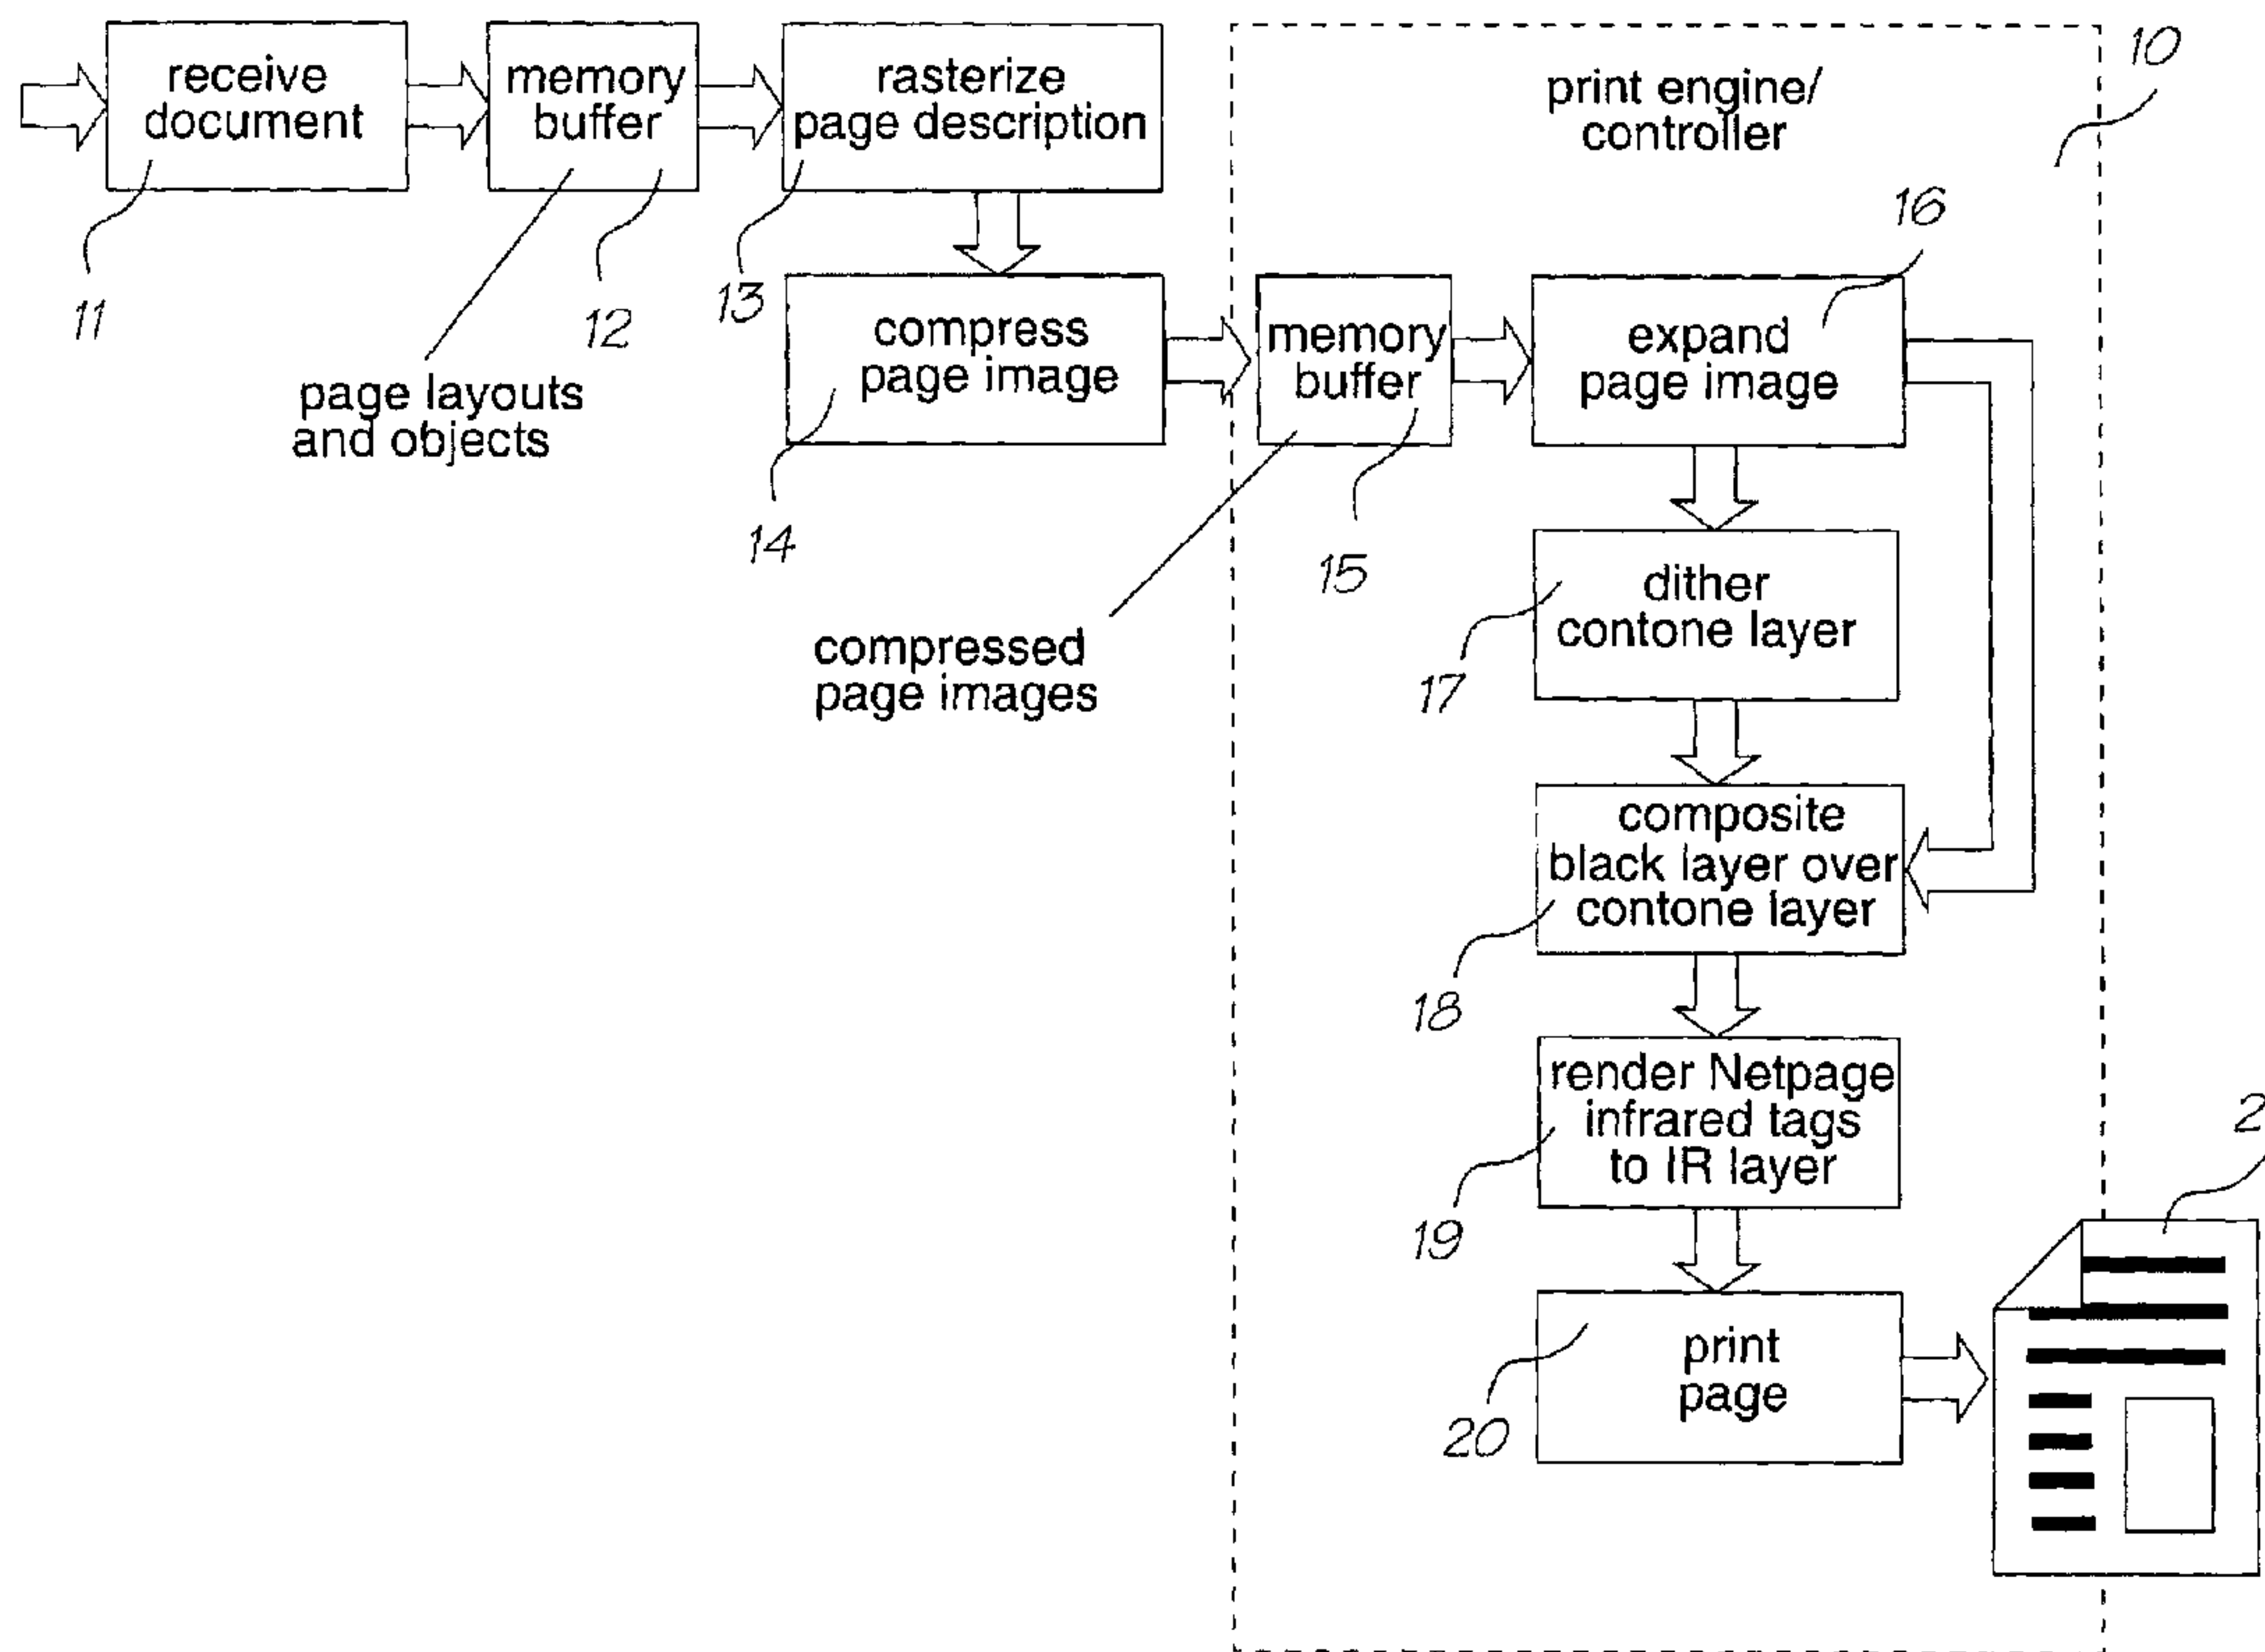 receive
document
11
memory
buffer
12
page layouts
and objects
rasterize
page description
13
compress
page image
14
print engine/
controller
10
memory
buffer
15
compressed
page images
expand
page image
16
dither
contone layer
17
composite
black layer over
contone layer
18
render Netpage
infrared tags
to IR layer
19
print
page
20
2